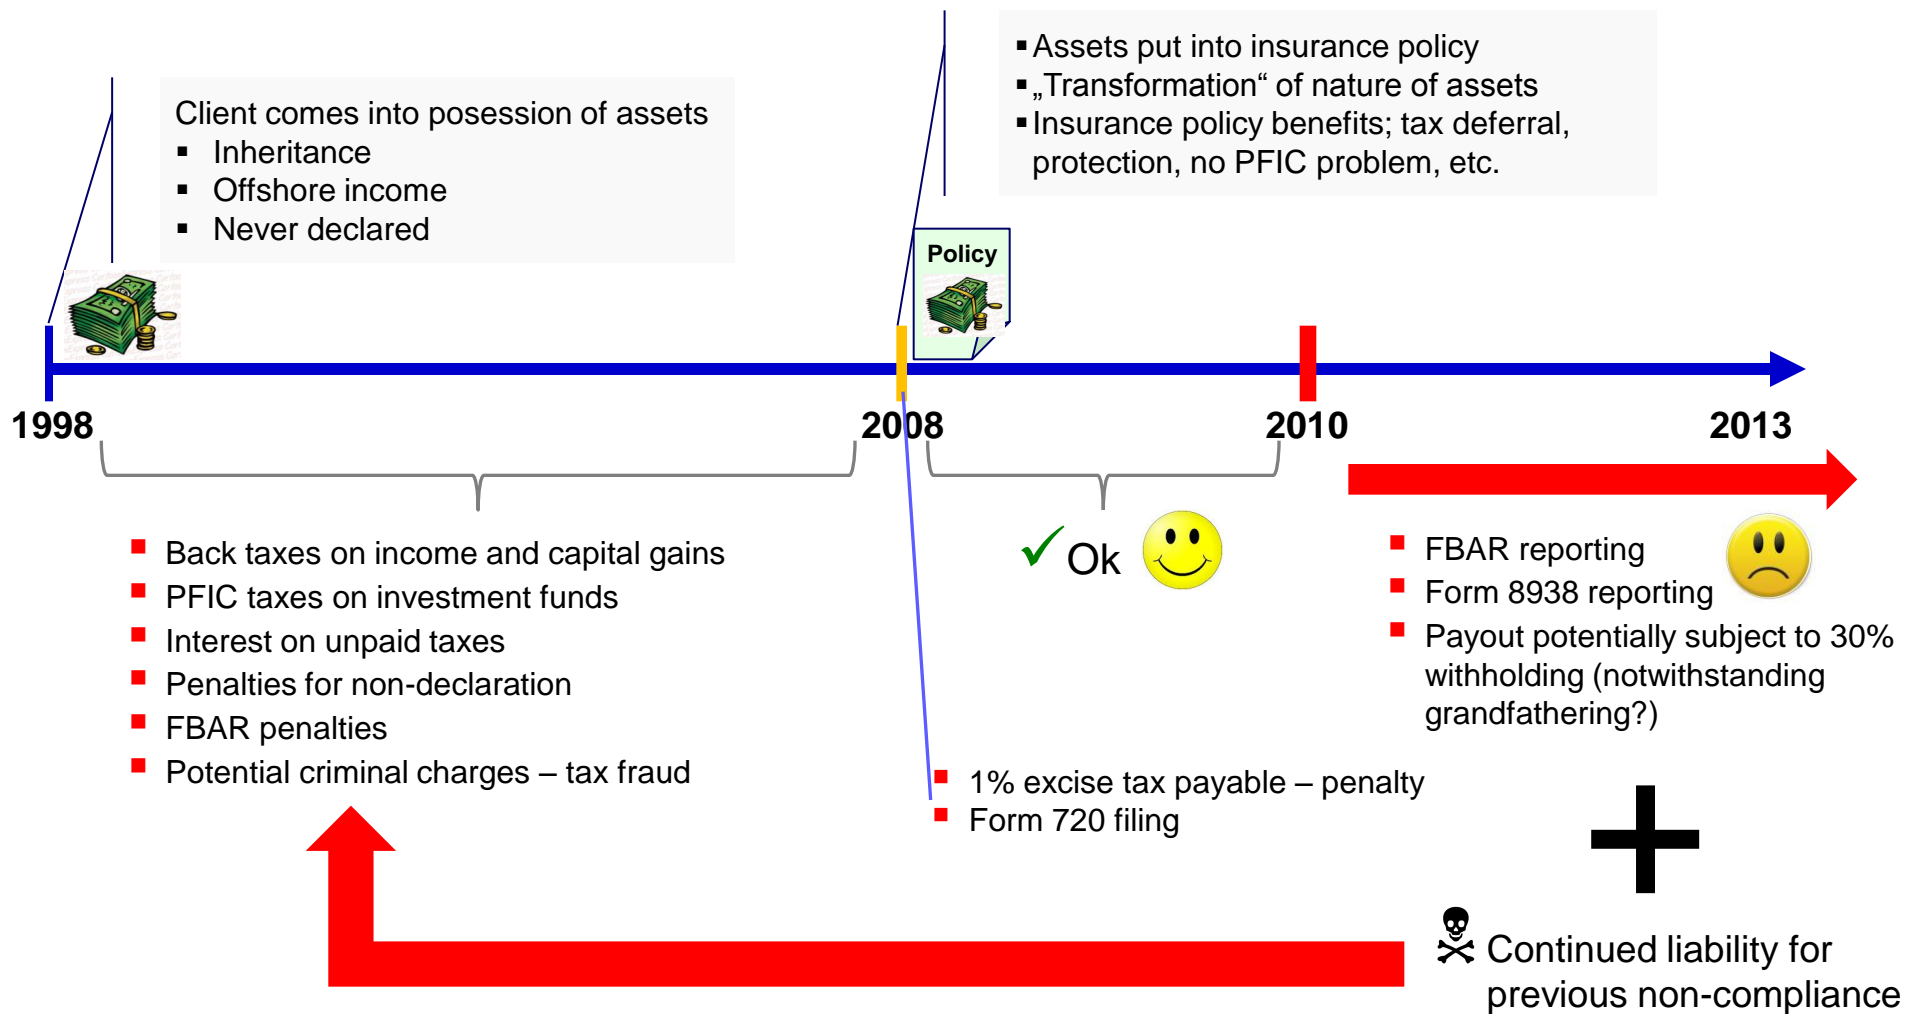 Client comes into posession of assets
▪ Inheritance
▪ Offshore income
▪ Never declared
▪ Assets put into insurance policy
▪ „Transformation“ of nature of assets
▪ Insurance policy benefits; tax deferral,
protection, no PFIC problem, etc.
Policy
1998
2008
2010
2013
▪ Back taxes on income and capital gains
▪ PFIC taxes on investment funds
▪ Interest on unpaid taxes
▪ Penalties for non-declaration
▪ FBAR penalties
▪ Potential criminal charges – tax fraud
✓ Ok
▪ 1% excise tax payable – penalty
▪ Form 720 filing
▪ FBAR reporting
▪ Form 8938 reporting
▪ Payout potentially subject to 30%
withholding (notwithstanding
grandfathering?)
Continued liability for
previous non-compliance